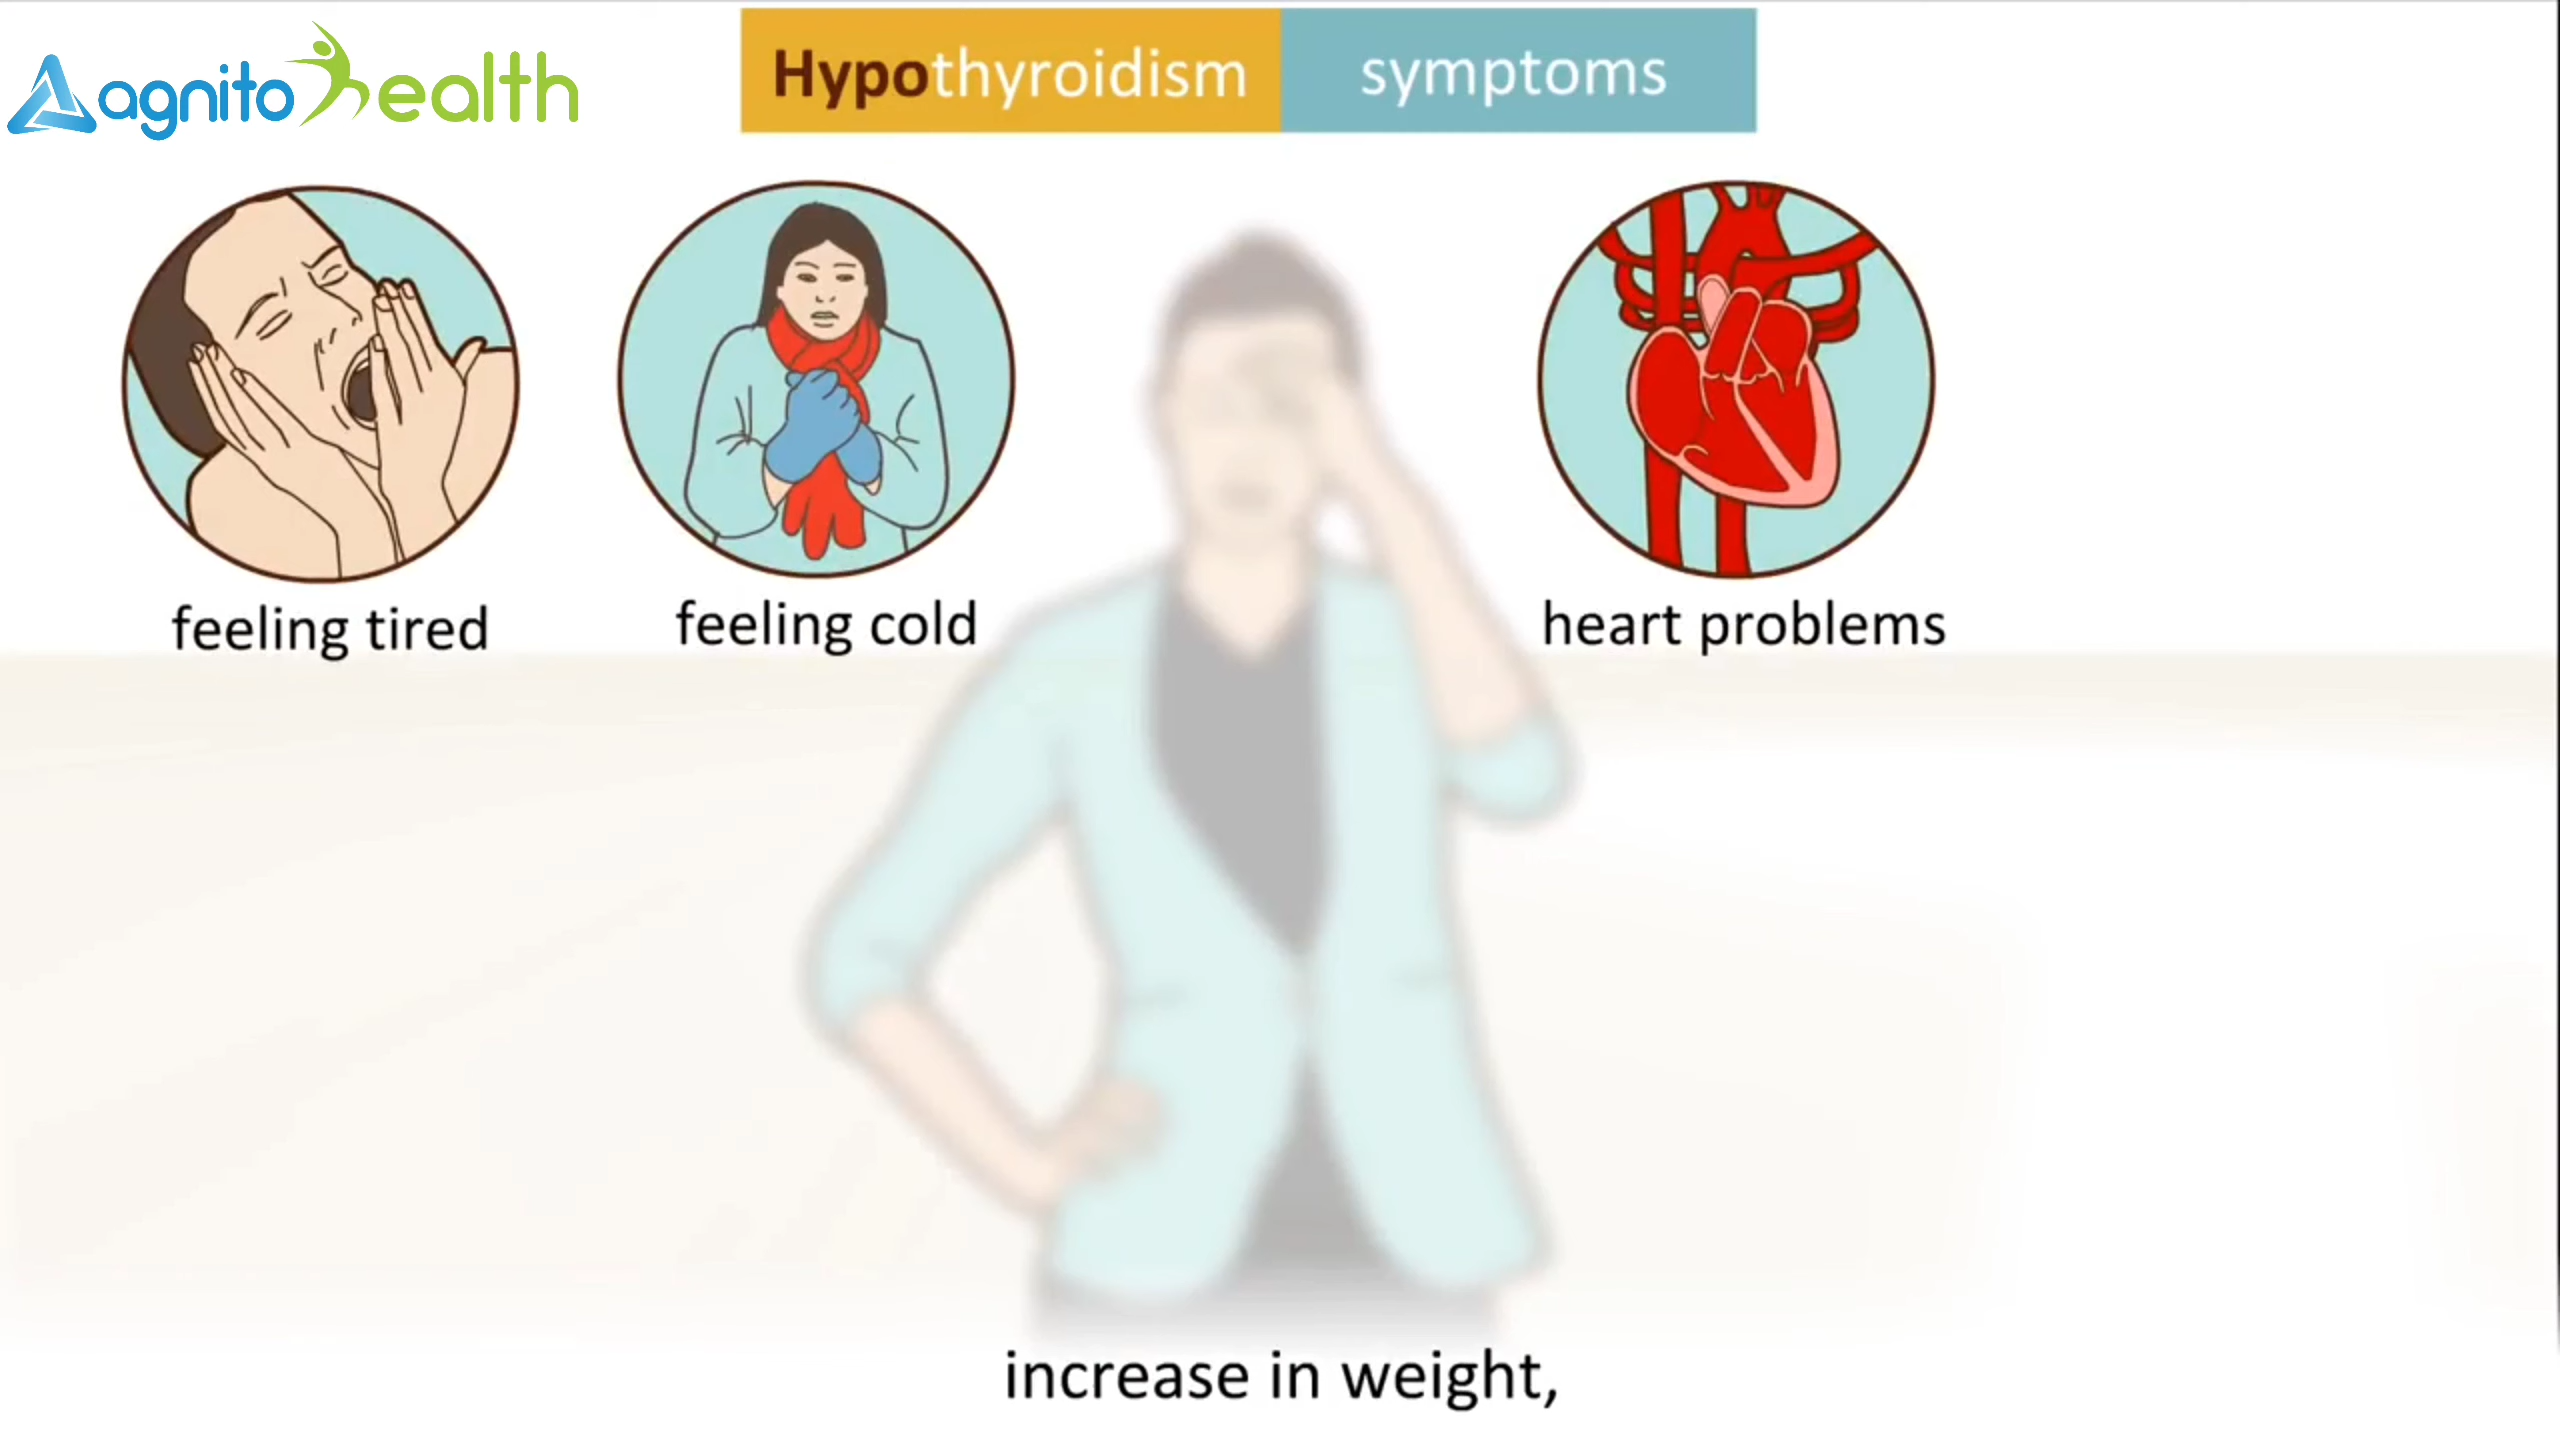 agnito health
Hypothyroidism symptoms
feeling tired
feeling cold
heart problems
increase in weight,